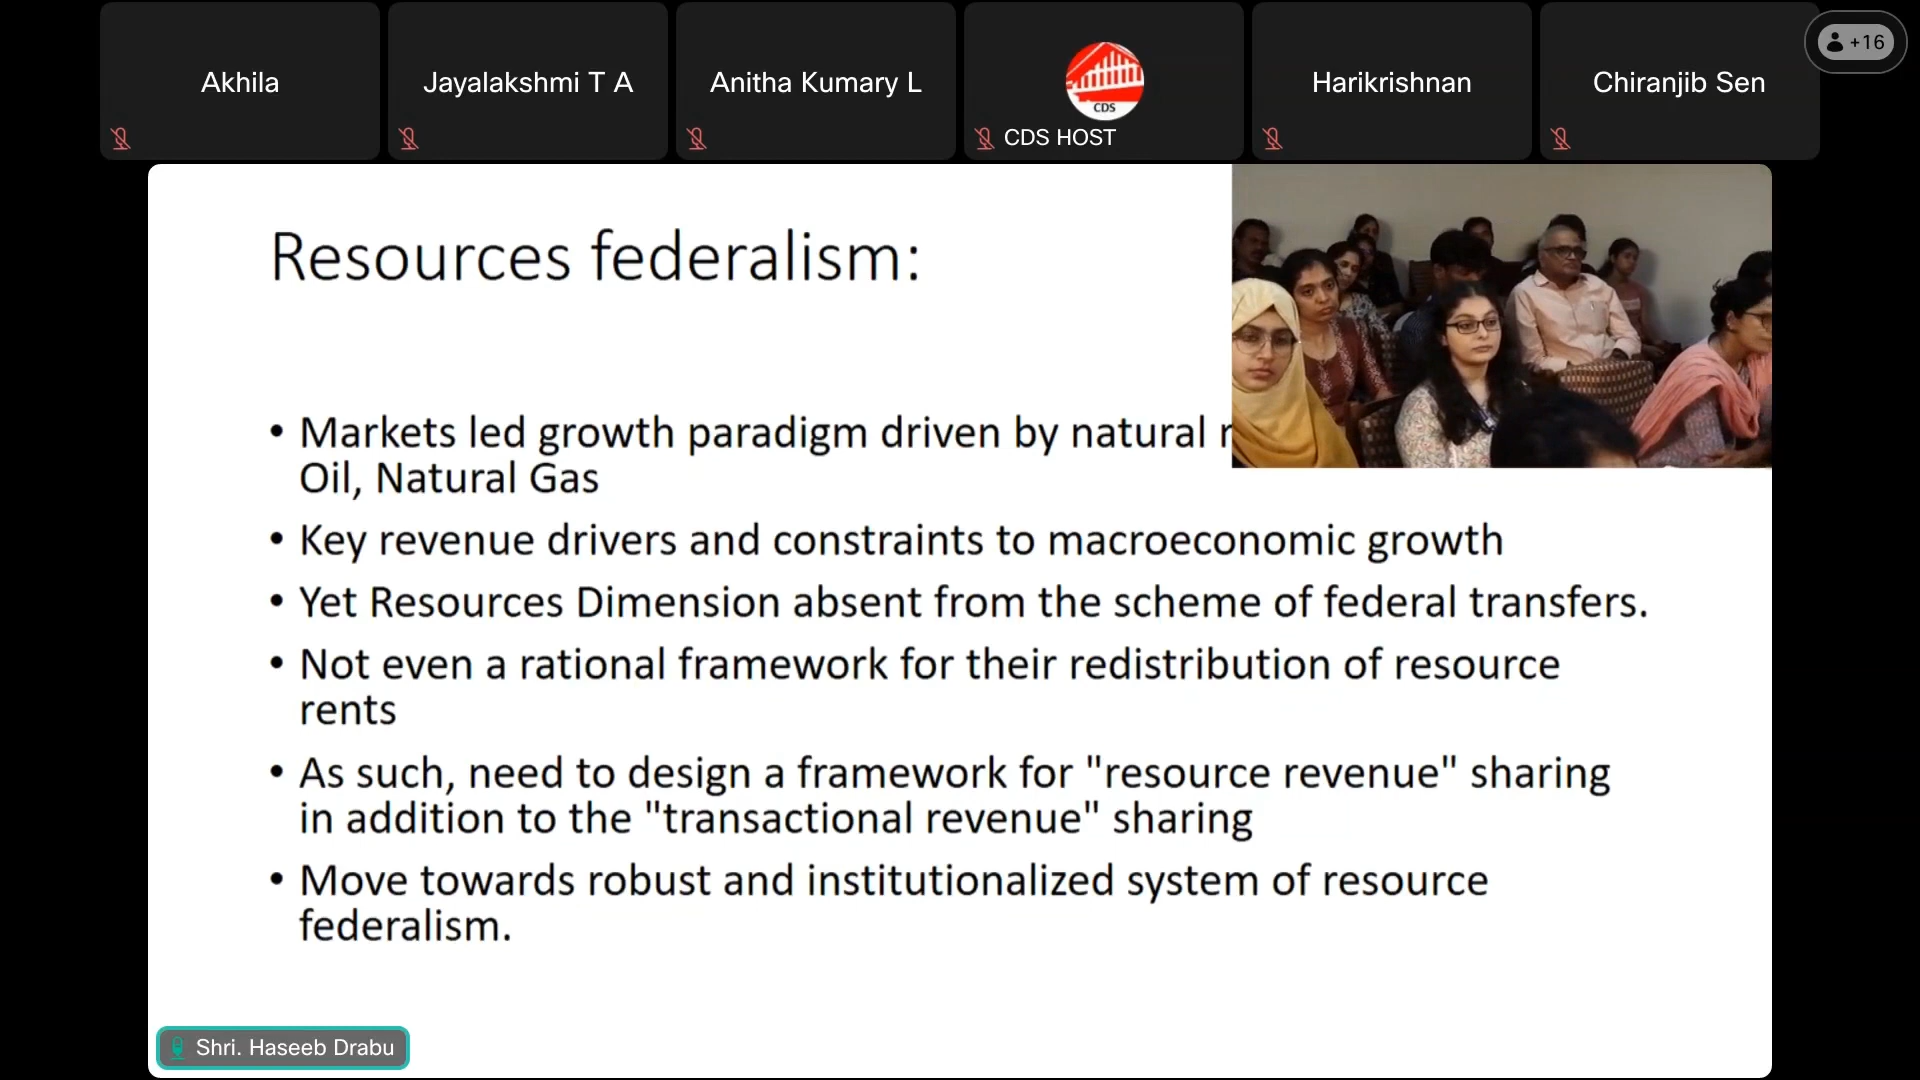 Akhila
Jayalakshmi T A
Anitha Kumary L
CDS
CDS HOST
Harikrishnan
Chiranjib Sen
+16
Resources federalism:
• Markets led growth paradigm driven by natural
Oil, Natural Gas
• Key revenue drivers and constraints to macroeconomic growth
• Yet Resources Dimension absent from the scheme of federal transfers.
• Not even a rational framework for their redistribution of resource
rents
• As such, need to design a framework for "resource revenue" sharing
in addition to the "transactional revenue" sharing
• Move towards robust and institutionalized system of resource
federalism.
Shri. Haseeb Drabu